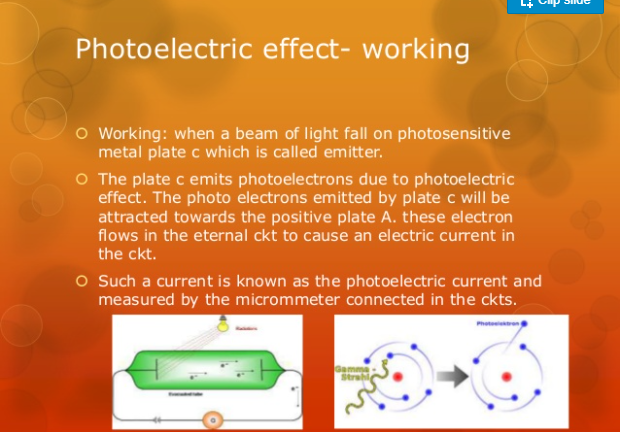 Clip slide
Photoelectric effect- working
Working: when a beam of light fall on photosensitive
metal plate c which is called emitter.
The plate c emits photoelectrons due to photoelectric
effect. The photo electrons emitted by plate c will be
attracted towards the positive plate A. these electron
flows in the eternal ckt to cause an electric current in
the ckt.
Such a current is known as the photoelectric current and
measured by the micrommeter connected in the ckts.
Radiations
Evacuated tube
Photoelektron
Gamma -
Strahl